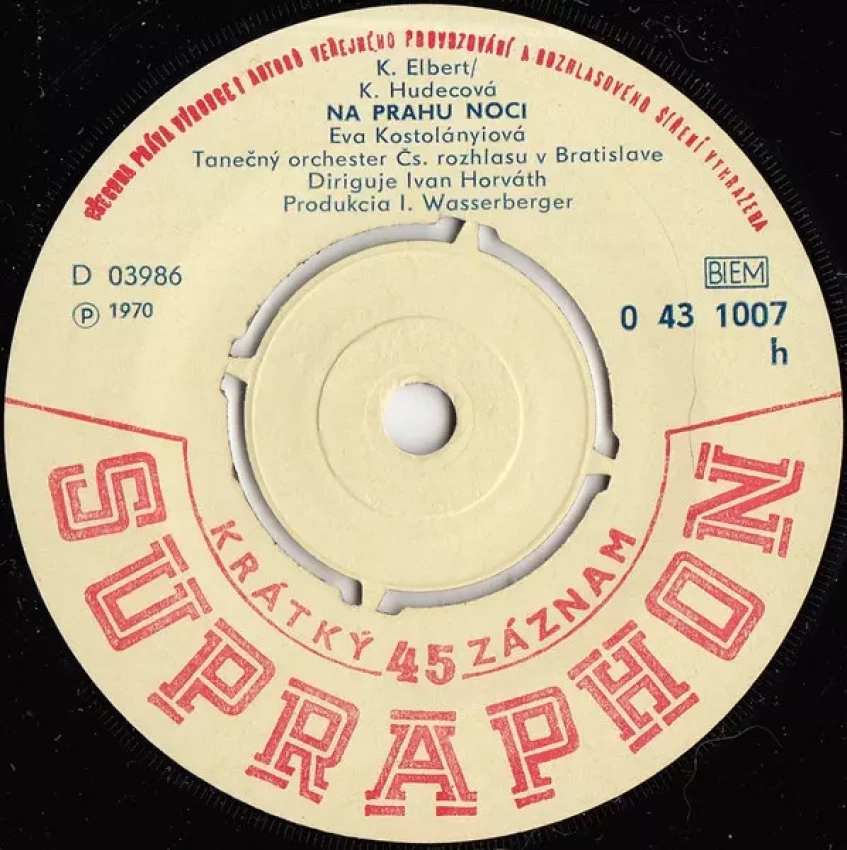 VŠECHNA PRÁVA VÝROBCE I AUTORŮ VEŘEJNÉHO PROVOZOVÁNÍ A ROZHLASOVÉHO ŠÍŘENÍ VYHRAŽENA
K. Elbert/
K. Hudecová
NA PRAHU NOCI
Eva Kostolányiová
Tanečný orchester Čs. rozhlasu v Bratislave
Diriguje Ivan Horváth
Produkcia I. Wasserberger
D 03986
Ⓟ 1970
BIEM
0 43 1007
h
KRÁTKÝ 45 ZÁZNAM
SUPRAPHON